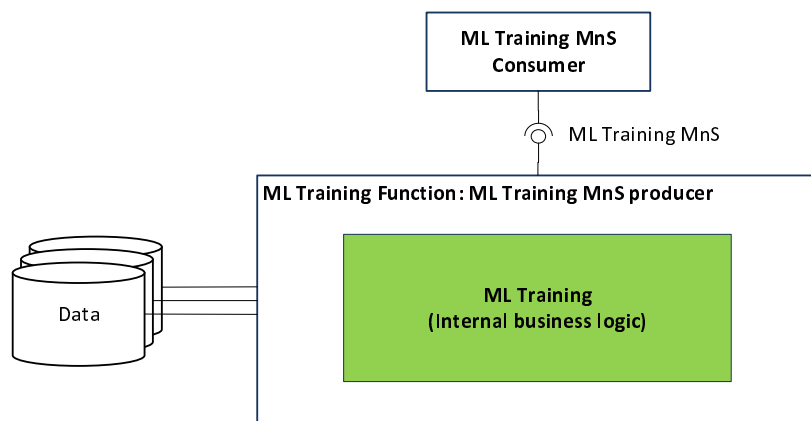 ML Training MnS
Consumer
ML Training MnS
ML Training Function: ML Training MnS producer
ML Training
(Internal business logic)
Data